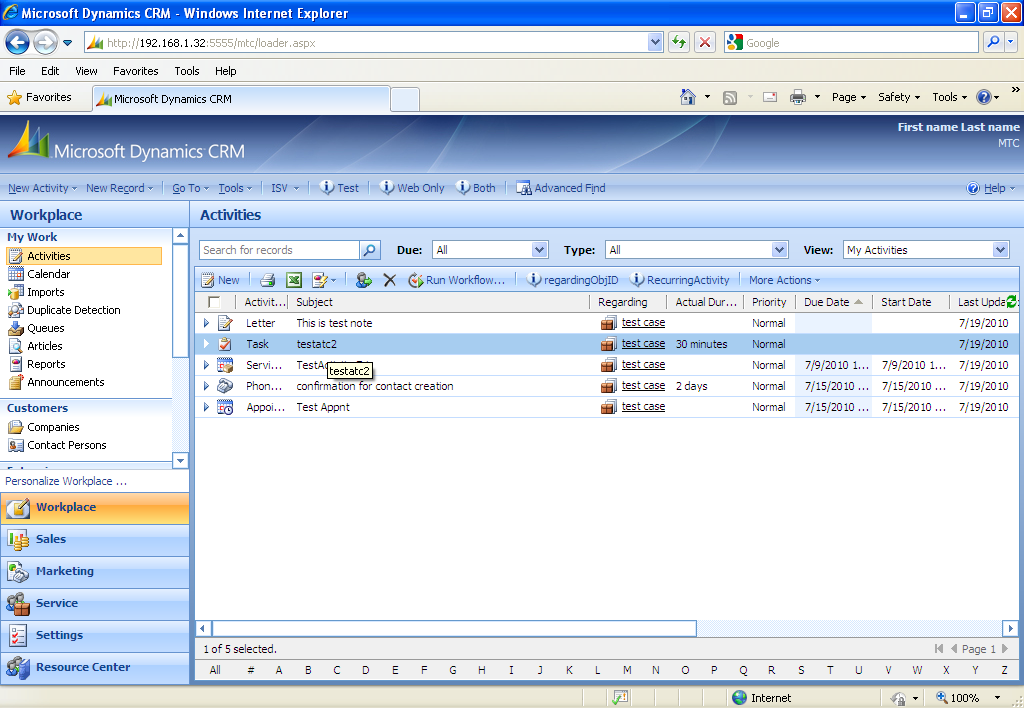 Microsoft Dynamics CRM - Windows Internet Explorer
http://192.168.1.32:5555/mtc/loader.aspx
Google
File Edit View Favorites Tools Help
Favorites Microsoft Dynamics CRM Page Safety Tools »
First name Last name
MTC
Microsoft Dynamics CRM
New Activity New Record Go To Tools ISV Test Web Only Both Advanced Find Help
Workplace Activities
My Work
Activities
Calendar
Imports
Duplicate Detection
Queues
Articles
Reports
Announcements
Customers
Companies
Contact Persons
Personalize Workplace ...
Workplace
Sales
Marketing
Service
Settings
Resource Center
Search for records Due: All Type: All View: My Activities
New Run Workflow... regardingObjID RecurringActivity More Actions
Activit... Subject Regarding Actual Dur... Priority Due Date Start Date Last Upda
Letter This is test note test case Normal 7/19/2010
Task testatc2 test case 30 minutes Normal 7/19/2010
Servi... TestAc test case Normal 7/9/2010 1... 7/9/2010 1... 7/19/2010
testatc2
Phon... confirmation for contact creation test case 2 days Normal 7/15/2010 ... 7/15/2010 ... 7/19/2010
Appoi... Test Appnt test case Normal 7/15/2010 ... 7/15/2010 ... 7/19/2010
1 of 5 selected. Page 1
All # A B C D E F G H I J K L M N O P Q R S T U V W X Y Z
Internet 100%